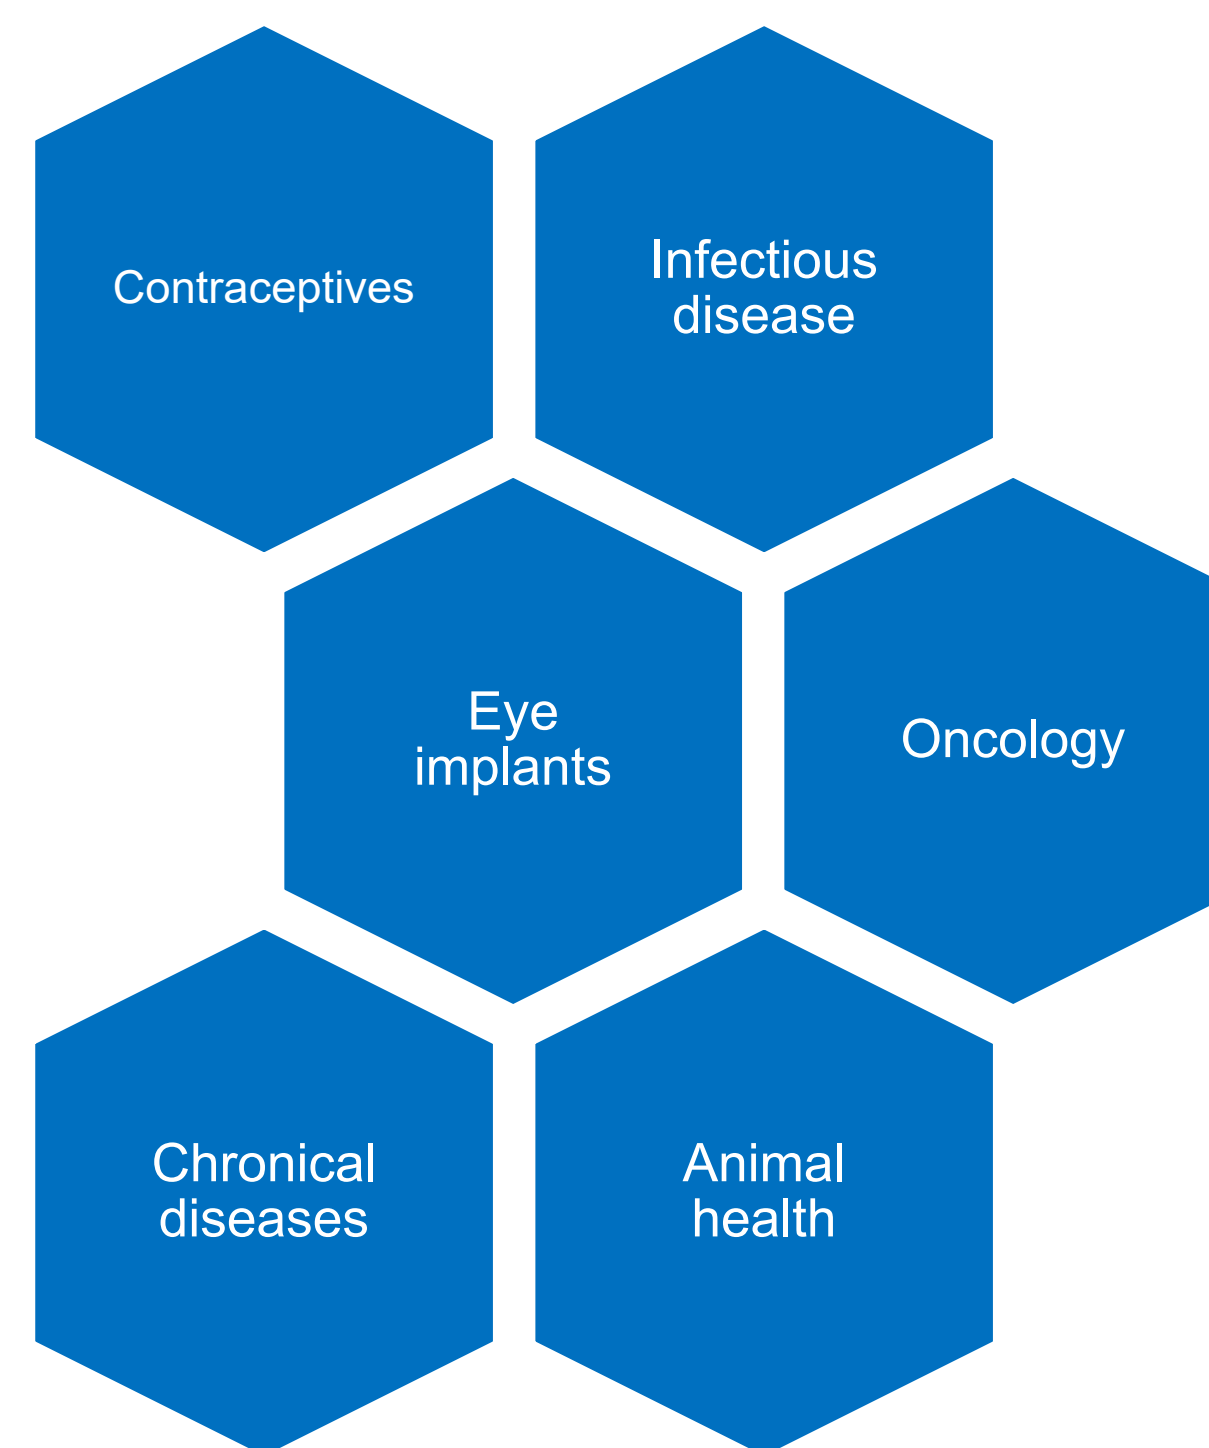 Contraceptives
Infectious
disease
Eye
implants
Oncology
Chronical
diseases
Animal
health